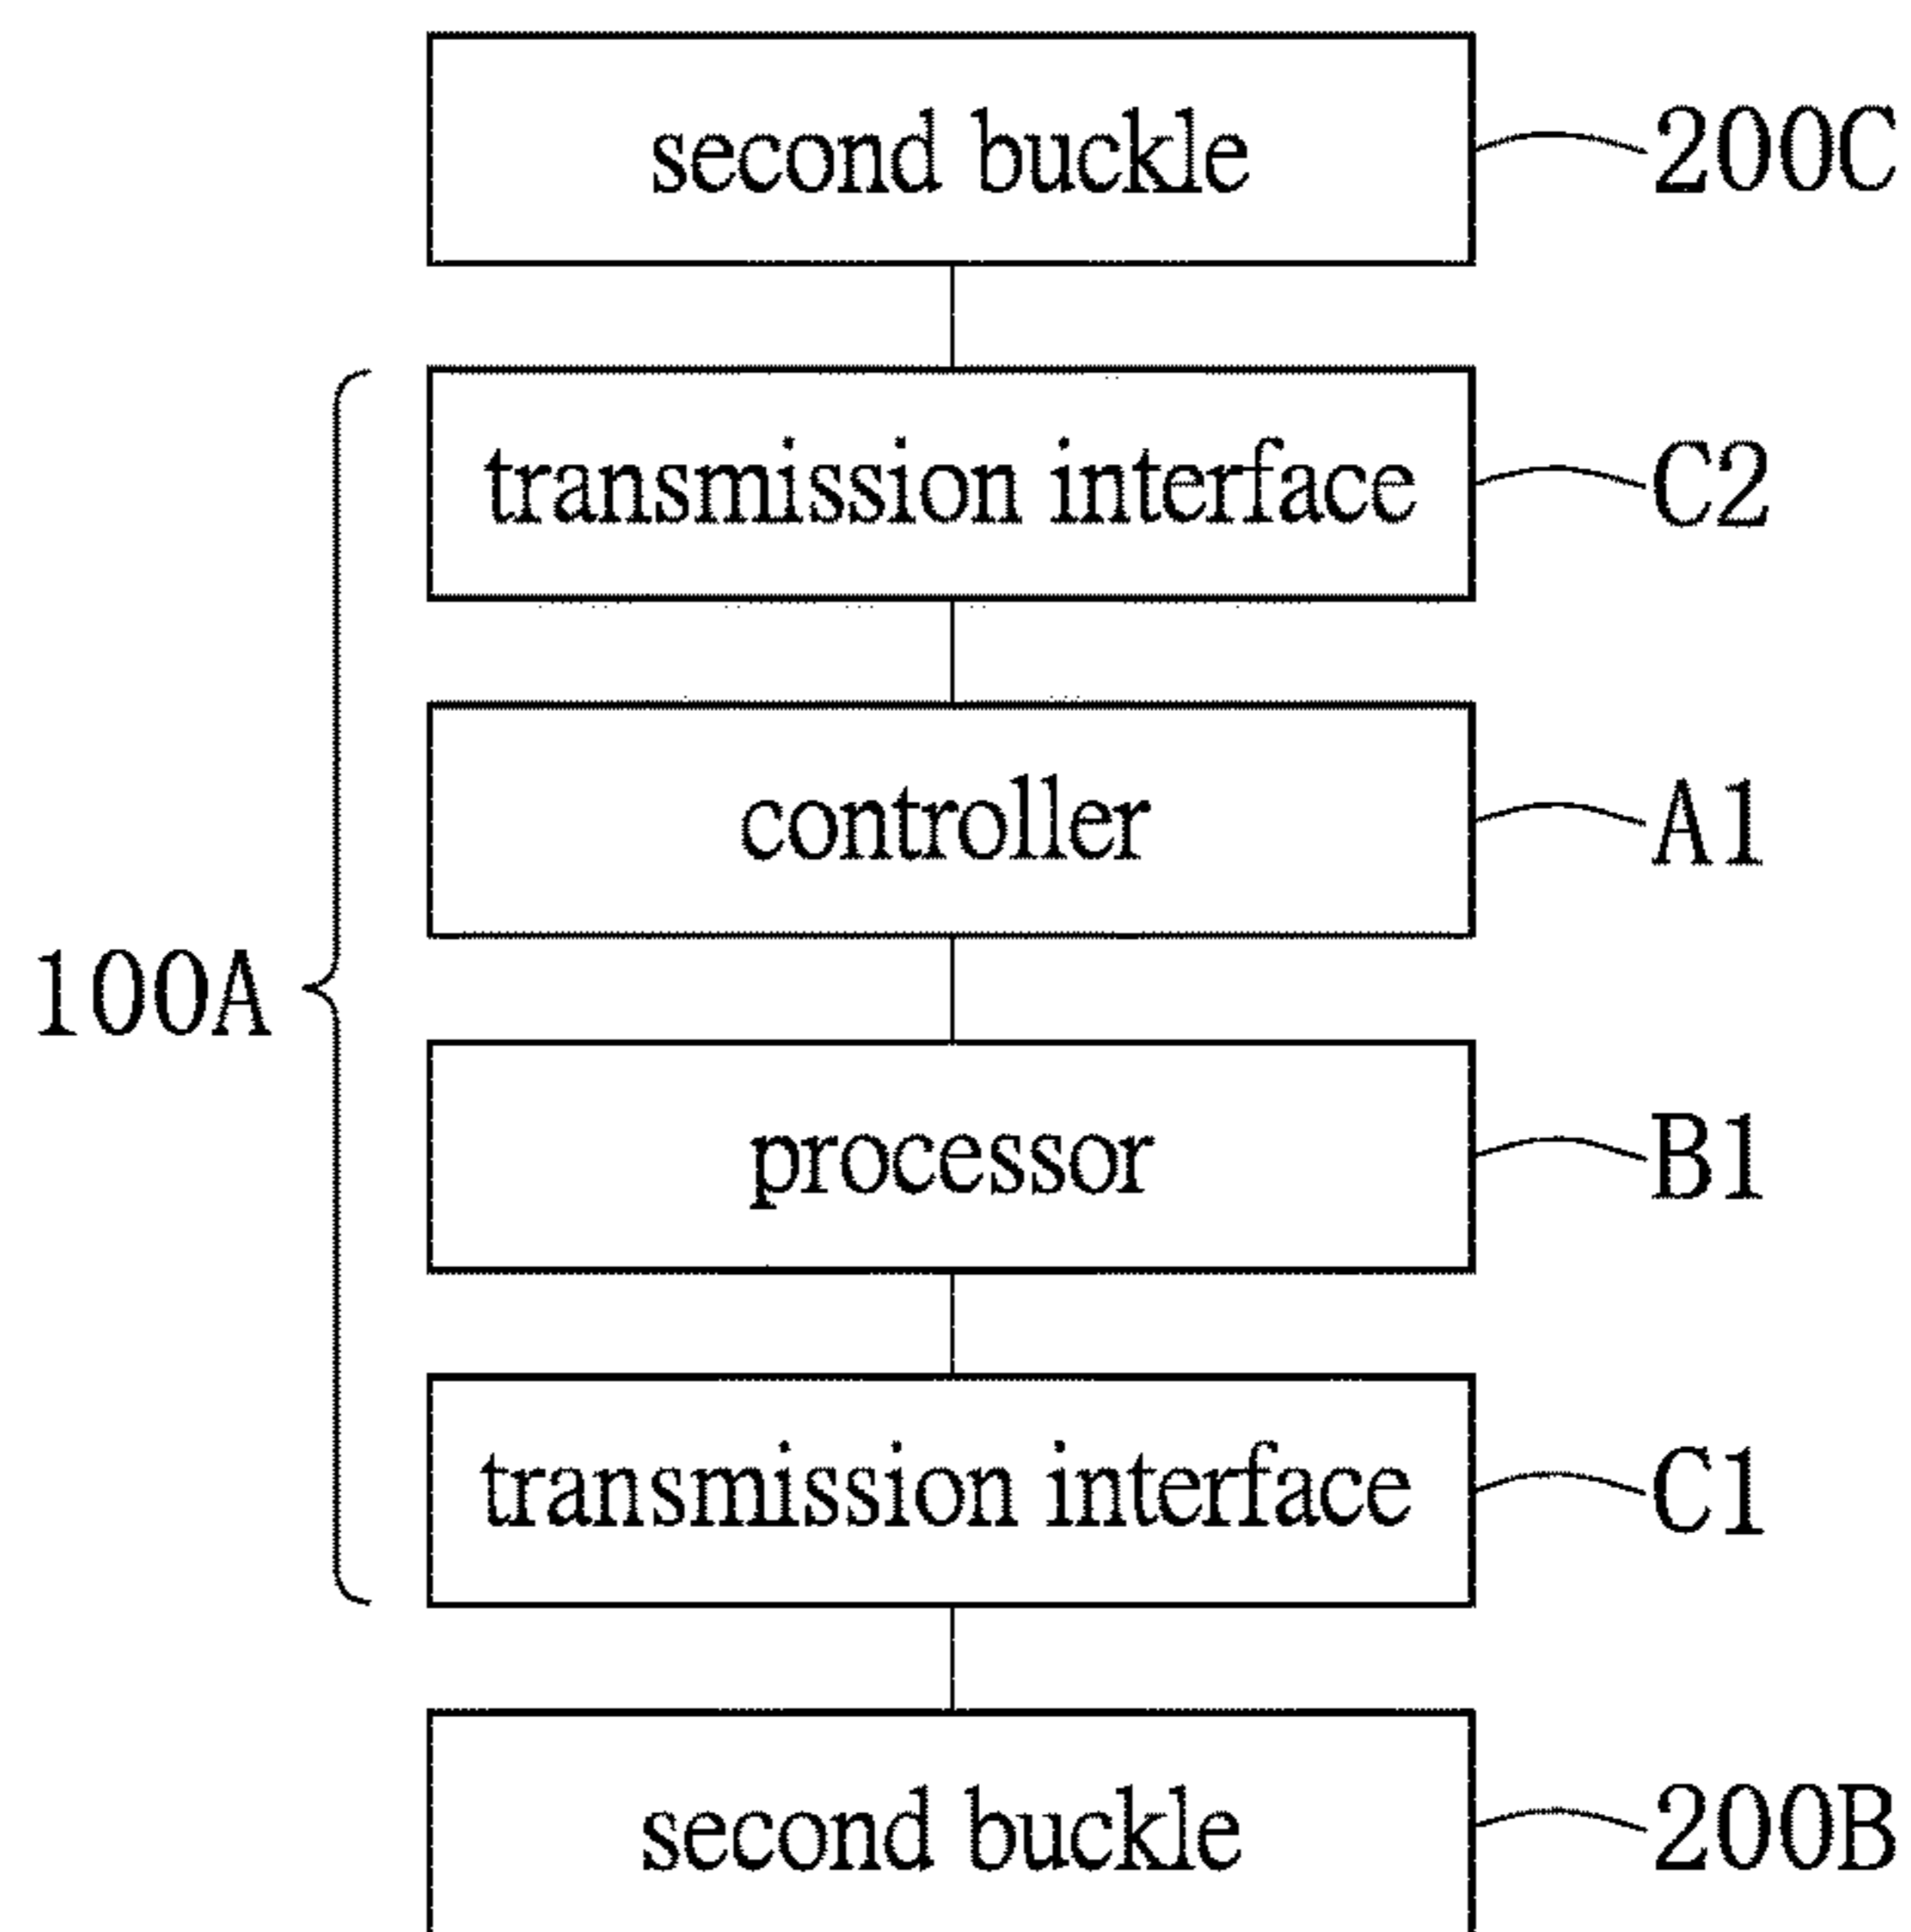 second buckle 200C
transmission interface C2
controller A1
100A
processor B1
transmission interface C1
second buckle 200B